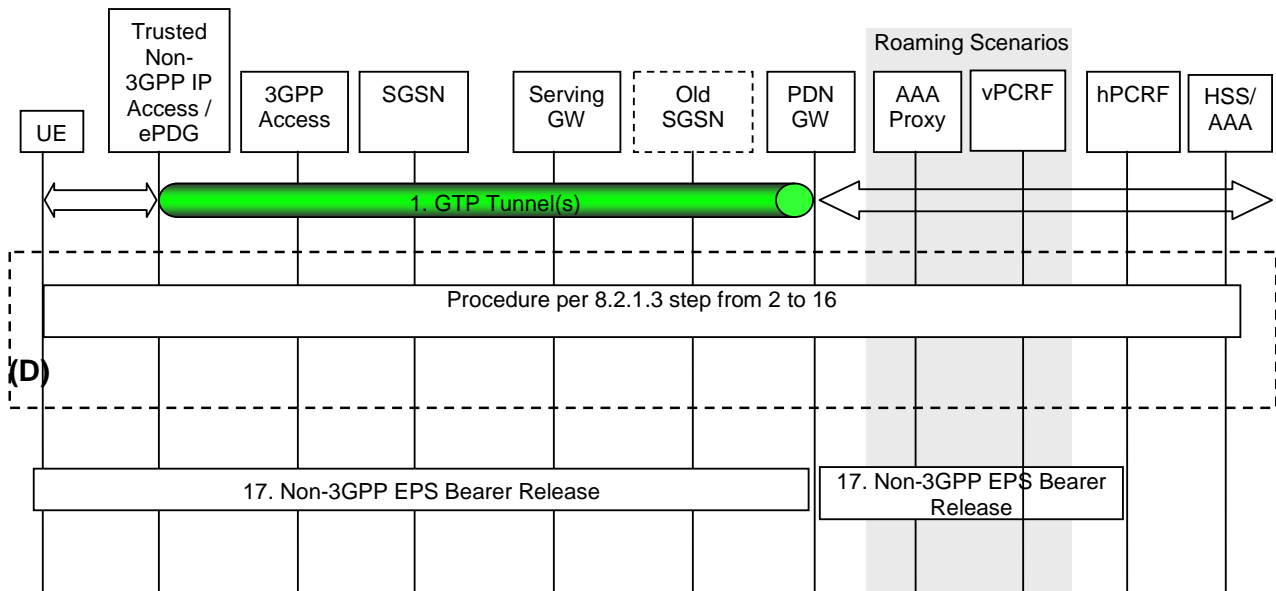 Roaming Scenarios
UE
Trusted
Non-
3GPP IP
Access /
ePDG
3GPP
Access
SGSN
Serving
GW
Old
SGSN
PDN
GW
AAA
Proxy
vPCRF
hPCRF
HSS/
AAA
1. GTP Tunnel(s)
Procedure per 8.2.1.3 step from 2 to 16
(D)
17. Non-3GPP EPS Bearer Release
17. Non-3GPP EPS Bearer
Release